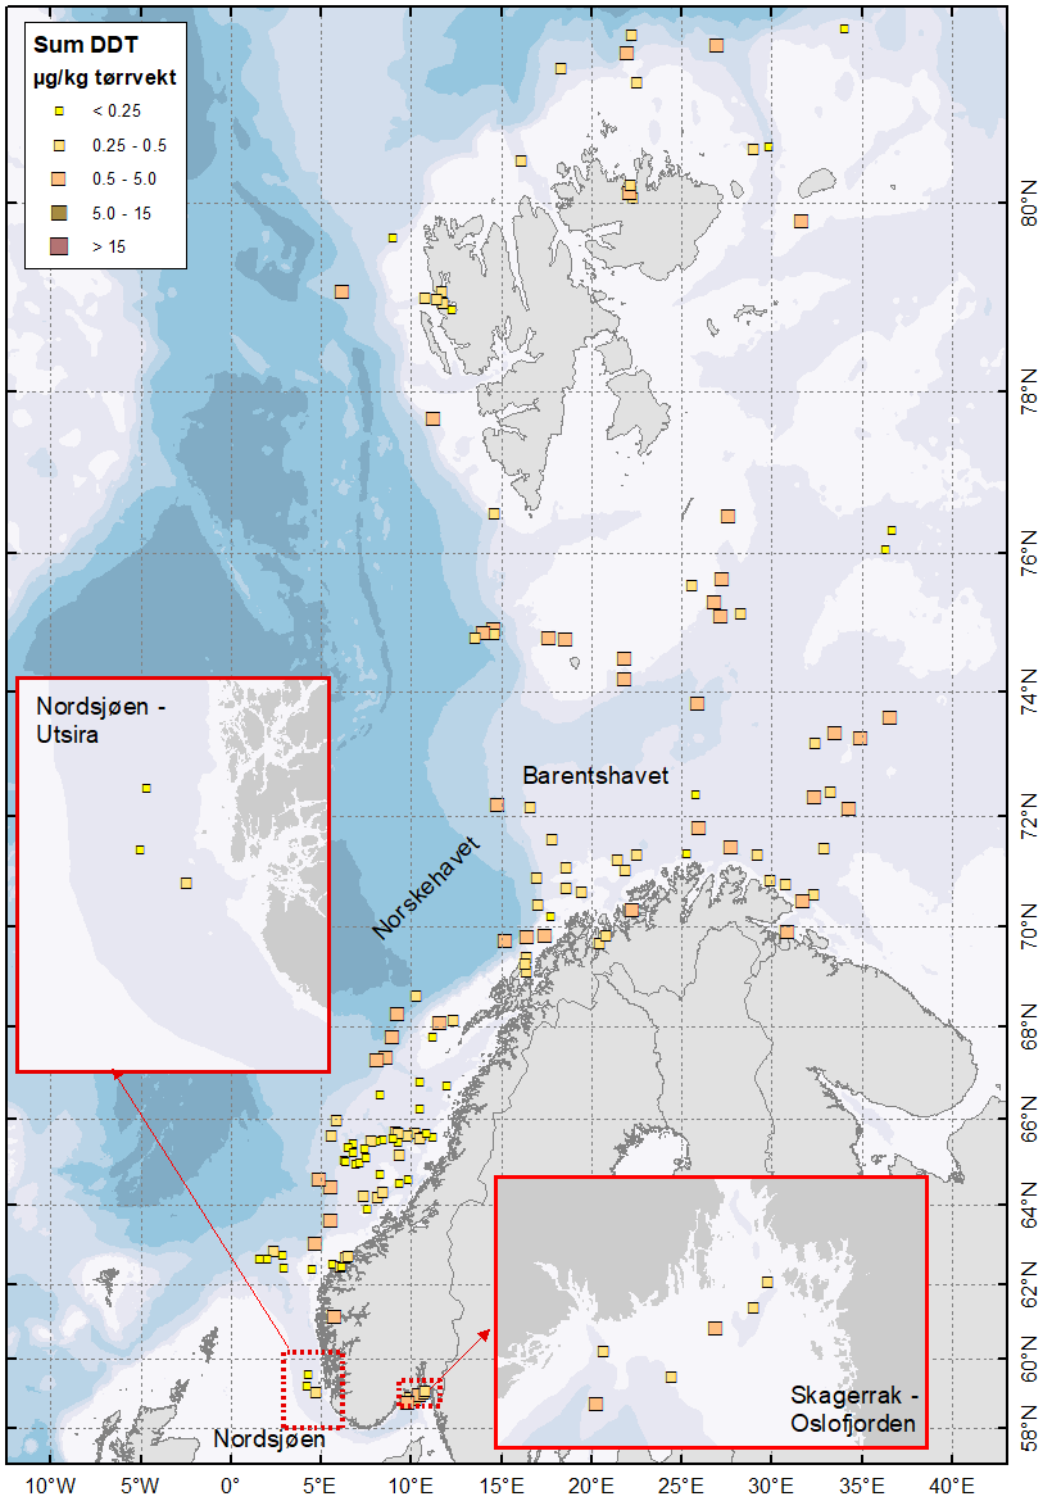 Sum DDT
µg/kg tørrvekt
< 0.25
0.25 - 0.5
0.5 - 5.0
5.0 - 15
> 15
80°N
78°N
76°N
74°N
72°N
70°N
68°N
66°N
64°N
62°N
60°N
58°N
Nordsjøen -
Utsira
Barentshavet
Norskehavet
Skagerrak -
Oslofjorden
Nordsjøen
10°W
0°
5°E
10°E
15°E
20°E
25°E
30°E
35°E
40°E